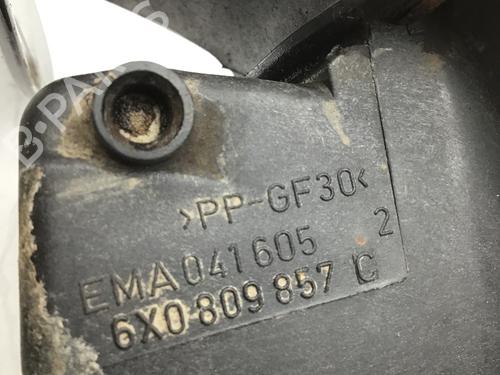 B-PARTS
>PP-GF30<
EMA 041605 2
6X0 809 857 C